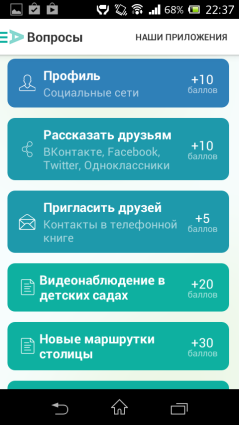 68% 22:37
Вопросы НАШИ ПРИЛОЖЕНИЯ
Профиль
Социальные сети
+10
баллов
Рассказать друзьям
ВКонтакте, Facebook,
Twitter, Одноклассники
+10
баллов
Пригласить друзей
Контакты в телефонной
книге
+5
баллов
Видеонаблюдение в
детских садах
+20
баллов
Новые маршрутки
столицы
+30
баллов